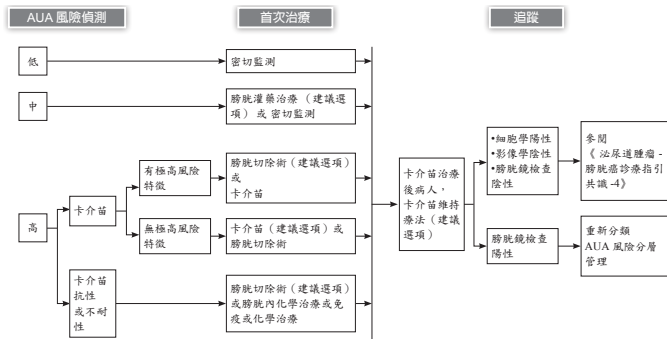 AUA 風險偵測
首次治療
追蹤
低
密切監測
中
膀胱灌藥治療（建議選
項）或 密切監測
高
卡介苗
有極高風險
特徵
膀胱切除術（建議選項）
或
卡介苗
無極高風險
特徵
卡介苗（建議選項）或
膀胱切除術
卡介苗
抗性
或不耐
性
膀胱切除術（建議選項）
或膀胱內化學治療或免
疫或化學治療
卡介苗治療
後病人，
卡介苗維持
療法（建議
選項）
•細胞學陽性
•影像學陰性
•膀胱鏡檢查
陰性
參閱
《 泌尿道腫瘤 -
膀胱癌診療指引
共識 -4》
膀胱鏡檢查
陽性
重新分類
AUA 風險分層
管理